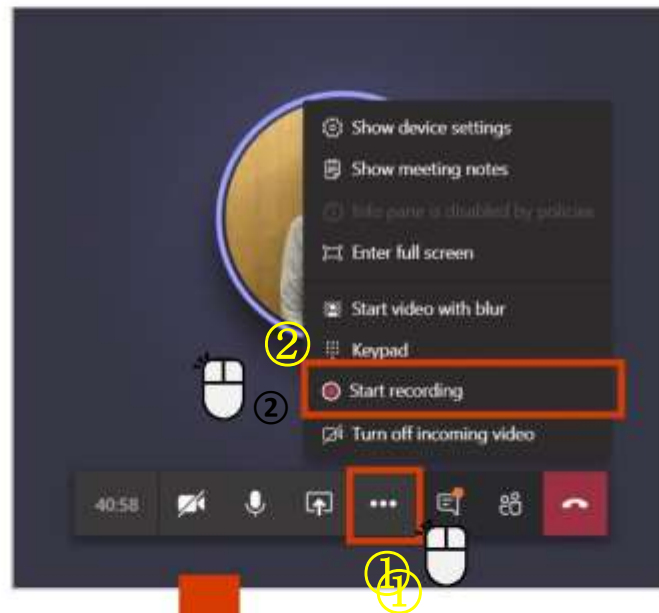 Show device settings
Show meeting notes
Info pane is disabled by policies
Enter full screen
Start video with blur
②
Keypad
Start recording
②
Turn off incoming video
40:58
①
①